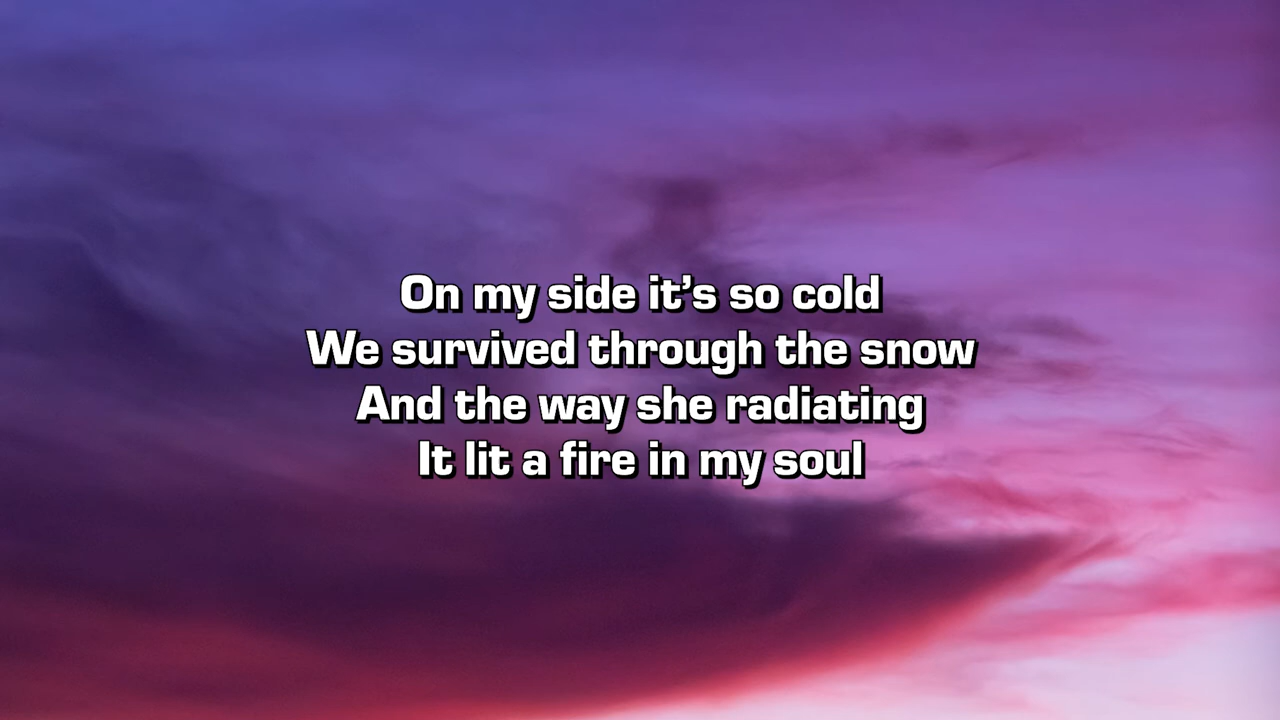 On my side it’s so cold
We survived through the snow
And the way she radiating
It lit a fire in my soul